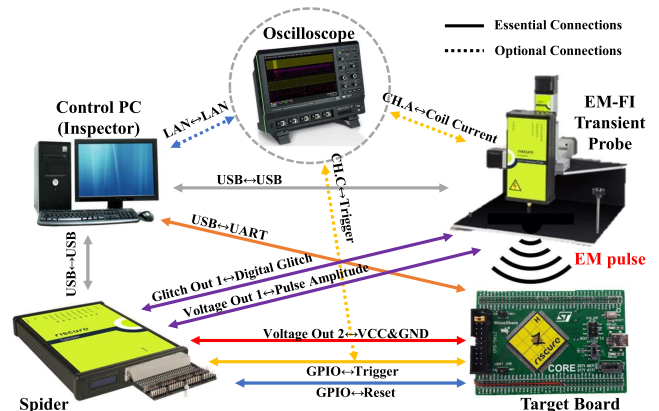 Oscilloscope
Essential Connections
Optional Connections
Control PC
(Inspector)
LAN↔LAN
CH.A↔Coil Current
EM-FI
Transient
Probe
riscure
USB↔USB
CH.C↔Trigger
USB↔UART
USB↔USB
Glitch Out 1↔Digital Glitch
Voltage Out 1↔Pulse Amplitude
EM pulse
riscure
Voltage Out 2↔VCC&GND
riscure
CORE
GPIO↔Trigger
GPIO↔Reset
Spider
Target Board